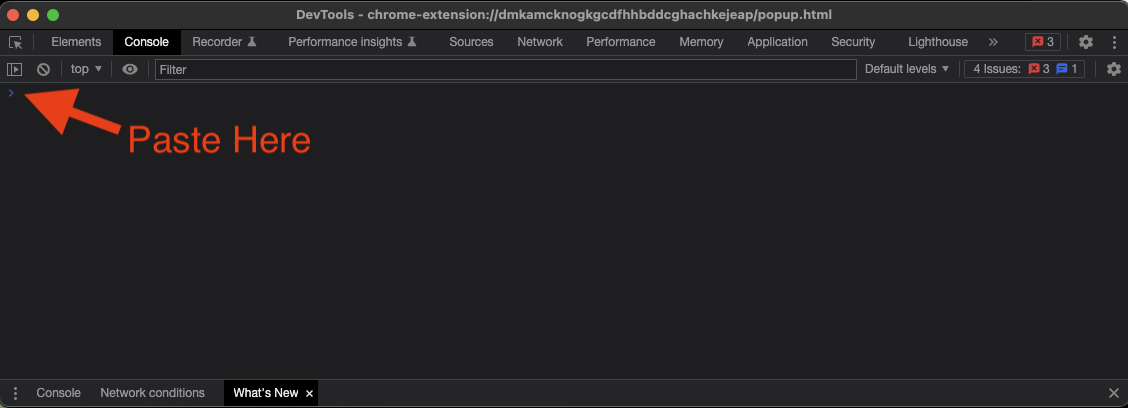 DevTools - chrome-extension://dmkamcknogkgcdfhhbddcghachkejeap/popup.html
Elements Console Recorder Performance insights Sources Network Performance Memory Application Security Lighthouse » 3
top ▼ Filter Default levels ▼ 4 Issues: 3 1
>
Paste Here
Console Network conditions What's New ×